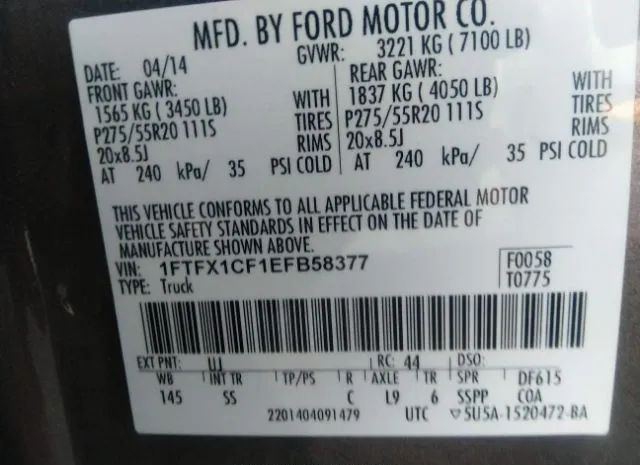 MFD. BY FORD MOTOR CO.
DATE: 04/14 GVWR: 3221 KG ( 7100 LB)
FRONT GAWR: REAR GAWR:
1565 KG ( 3450 LB) WITH 1837 KG ( 4050 LB) WITH
P275/55R20 111S TIRES P275/55R20 111S TIRES
20x8.5J RIMS 20x8.5J RIMS
AT 240 kPa/ 35 PSI COLD AT 240 kPa/ 35 PSI COLD
THIS VEHICLE CONFORMS TO ALL APPLICABLE FEDERAL MOTOR
VEHICLE SAFETY STANDARDS IN EFFECT ON THE DATE OF
MANUFACTURE SHOWN ABOVE.
VIN: 1FTFX1CF1EFB58377 F0058
TYPE: Truck T0775
EXT PNT: UJ RC: 44 DSO:
WB INT TR TP/PS R AXLE TR SPR DF615
145 SS C L9 6 SSPP COA
2201404091479 UTC ▽5U5A-1520472-BA